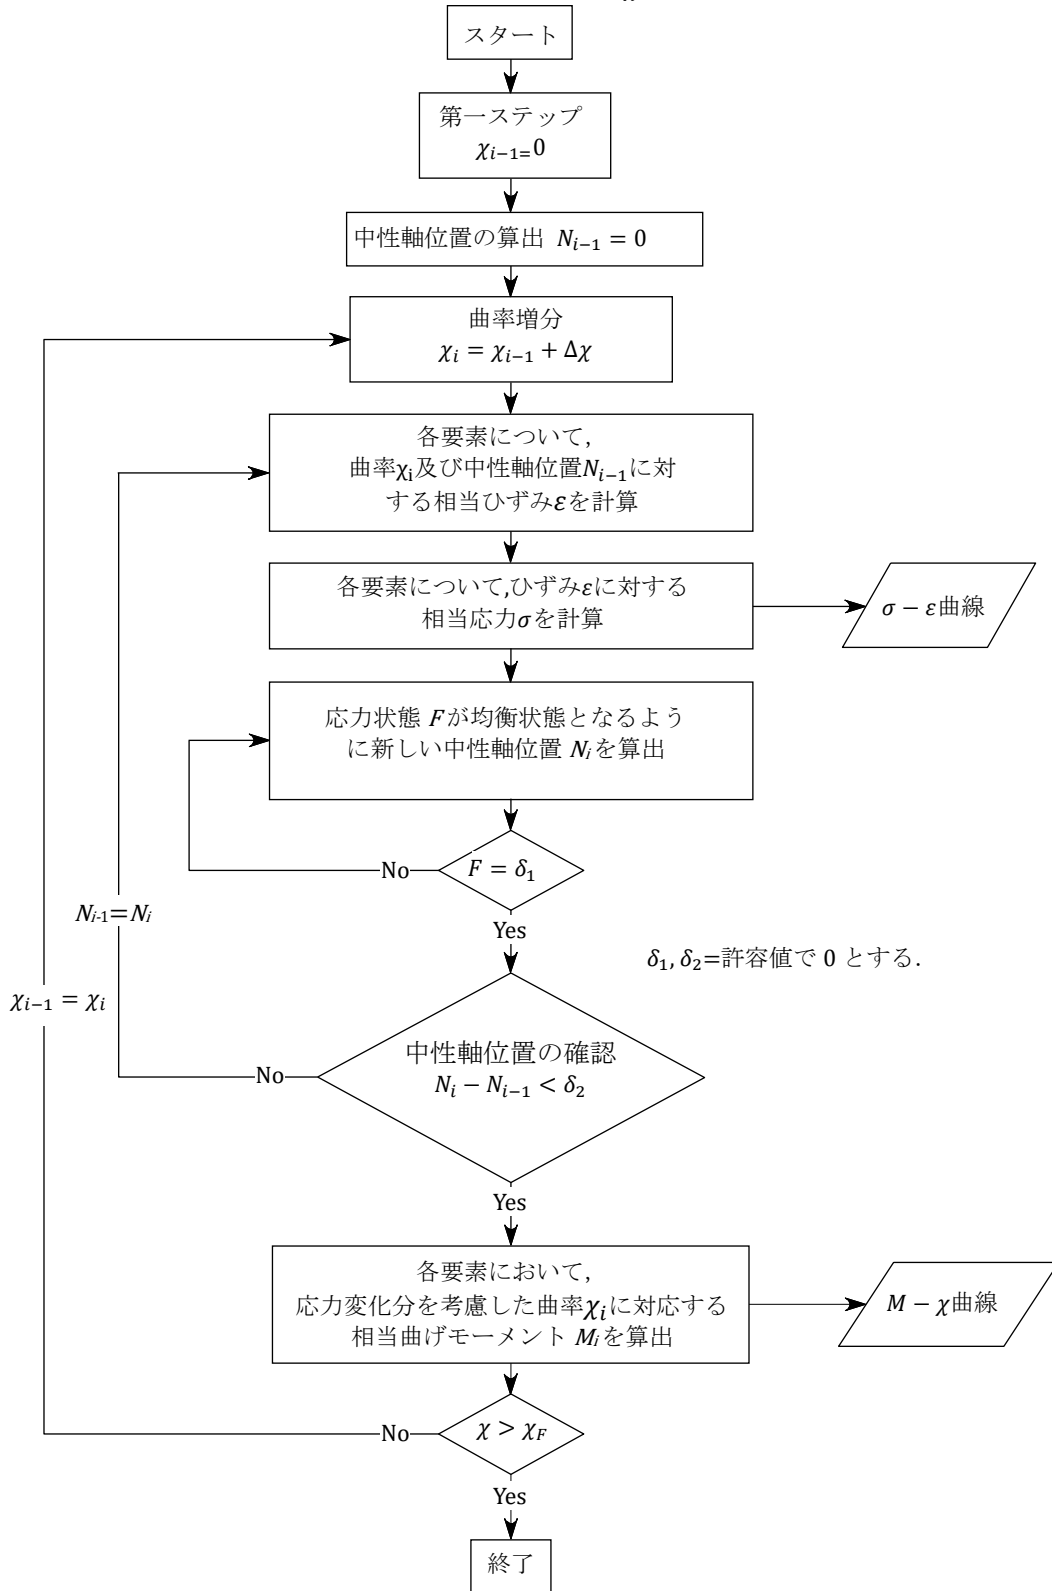 スタート
第一ステップ
χᵢ₋₁₌0
中性軸位置の算出 Nᵢ₋₁ = 0
曲率増分
χᵢ = χᵢ₋₁ + Δχ
各要素について,
曲率χᵢ及び中性軸位置Nᵢ₋₁に対
する相当ひずみεを計算
各要素について,ひずみεに対する
相当応力σを計算
σ − ε曲線
応力状態 Fが均衡状態となるよう
に新しい中性軸位置 Nᵢを算出
No
F = δ₁
Yes
Nᵢ₋₁=Nᵢ
δ₁, δ₂=許容値で 0 とする.
χᵢ₋₁ = χᵢ
中性軸位置の確認
Nᵢ − Nᵢ₋₁ < δ₂
No
Yes
各要素において,
応力変化分を考慮した曲率χᵢに対応する
相当曲げモーメント Mᵢを算出
M − χ曲線
No
χ > χF
Yes
終了